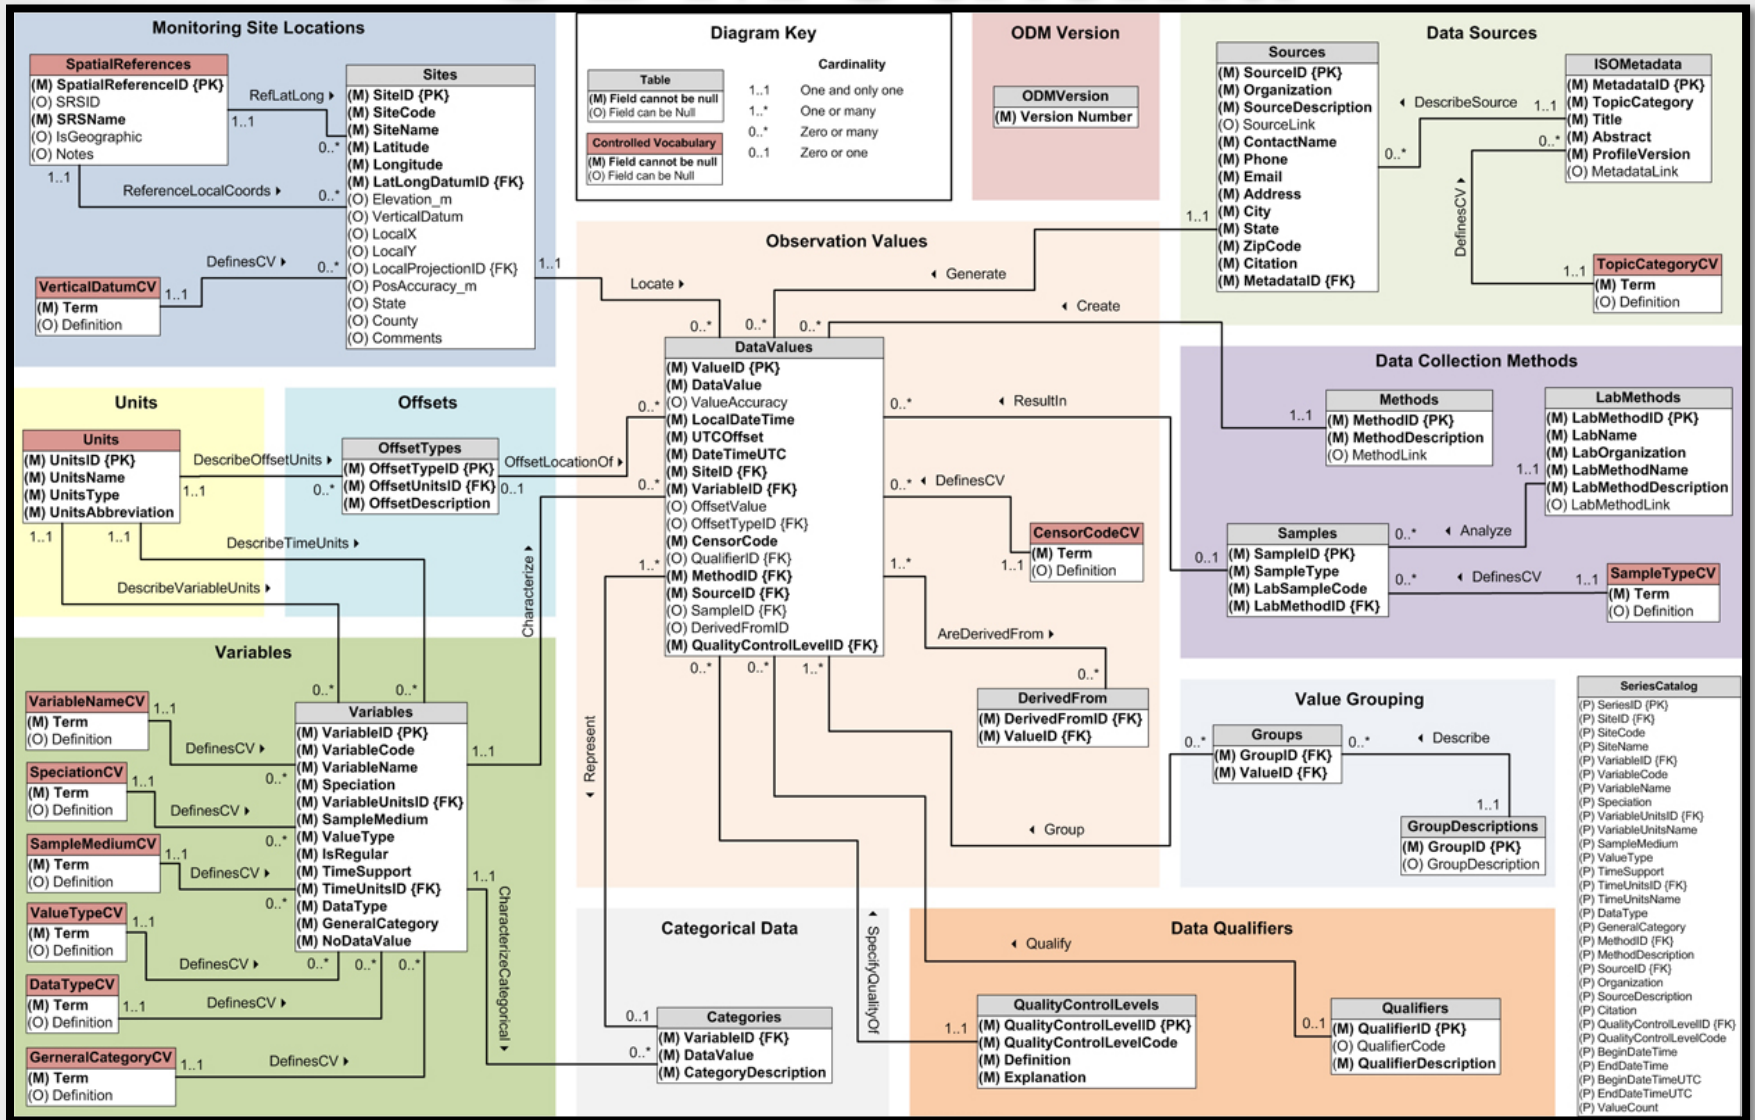 Monitoring Site Locations
SpatialReferences
(M) SpatialReferenceID {PK}
(O) SRSID
(M) SRSName
(O) IsGeographic
(O) Notes
RefLatLong
1..1
0..*
1..1
ReferenceLocalCoords
0..*
Sites
(M) SiteID {PK}
(M) SiteCode
(M) SiteName
(M) Latitude
(M) Longitude
(M) LatLongDatumID {FK}
(O) Elevation_m
(O) VerticalDatum
(O) LocalX
(O) LocalY
(O) LocalProjectionID {FK}
(O) PosAccuracy_m
(O) State
(O) County
(O) Comments
DefinesCV
0..*
1..1
VerticalDatumCV
(M) Term
(O) Definition
Diagram Key
Table
(M) Field cannot be null
(O) Field can be Null
Controlled Vocabulary
(M) Field cannot be null
(O) Field can be Null
Cardinality
1..1 One and only one
1..* One or many
0..* Zero or many
0..1 Zero or one
ODM Version
ODMVersion
(M) Version Number
Data Sources
Sources
(M) SourceID {PK}
(M) Organization
(M) SourceDescription
(O) SourceLink
(M) ContactName
(M) Phone
(M) Email
(M) Address
(M) City
(M) State
(M) ZipCode
(M) Citation
(M) MetadataID {FK}
DescribeSource
1..1
0..*
ISOMetadata
(M) MetadataID {PK}
(M) TopicCategory
(M) Title
(M) Abstract
(M) ProfileVersion
(O) MetadataLink
0..*
DefinesCV
1..1
TopicCategoryCV
(M) Term
(O) Definition
Observation Values
1..1
Locate
0..*
1..1
Generate
0..*
Create
0..*
DataValues
(M) ValueID {PK}
(M) DataValue
(O) ValueAccuracy
(M) LocalDateTime
(M) UTCOffset
(M) DateTimeUTC
(M) SiteID {FK}
(M) VariableID {FK}
(O) OffsetValue
(O) OffsetTypeID {FK}
(M) CensorCode
(O) QualifierID {FK}
(M) MethodID {FK}
(M) SourceID {FK}
(O) SampleID {FK}
(O) DerivedFromID
(M) QualityControlLevelID {FK}
0..*
0..*
1..*
0..*
ResultIn
0..*
DefinesCV
1..1
CensorCodeCV
(M) Term
(O) Definition
1..*
AreDerivedFrom
0..*
DerivedFrom
(M) DerivedFromID {FK}
(M) ValueID {FK}
0..*
0..*
1..*
Represent
Group
Data Collection Methods
1..1
Methods
(M) MethodID {PK}
(M) MethodDescription
(O) MethodLink
LabMethods
(M) LabMethodID {PK}
(M) LabName
(M) LabOrganization
(M) LabMethodName
(M) LabMethodDescription
(O) LabMethodLink
1..1
Analyze
0..*
0..1
Samples
(M) SampleID {PK}
(M) SampleType
(M) LabSampleCode
(M) LabMethodID {FK}
0..*
DefinesCV
1..1
SampleTypeCV
(M) Term
(O) Definition
Units
Units
(M) UnitsID {PK}
(M) UnitsName
(M) UnitsType
(M) UnitsAbbreviation
1..1
1..1
1..1
Offsets
DescribeOffsetUnits
0..*
OffsetTypes
(M) OffsetTypeID {PK}
(M) OffsetUnitsID {FK}
(M) OffsetDescription
OffsetLocationOf
0..1
DescribeTimeUnits
DescribeVariableUnits
Characterize
Variables
0..*
0..*
VariableNameCV
(M) Term
(O) Definition
1..1
DefinesCV
0..*
SpeciationCV
(M) Term
(O) Definition
1..1
DefinesCV
0..*
SampleMediumCV
(M) Term
(O) Definition
1..1
DefinesCV
0..*
ValueTypeCV
(M) Term
(O) Definition
1..1
DefinesCV
0..*
0..*
0..*
DataTypeCV
(M) Term
(O) Definition
1..1
DefinesCV
GerneralCategoryCV
(M) Term
(O) Definition
1..1
DefinesCV
Variables
(M) VariableID {PK}
(M) VariableCode
(M) VariableName
(M) Speciation
(M) VariableUnitsID {FK}
(M) SampleMedium
(M) ValueType
(M) IsRegular
(M) TimeSupport
(M) TimeUnitsID {FK}
(M) DataType
(M) GeneralCategory
(M) NoDataValue
1..1
1..1
CharacterizeCategorical
Categorical Data
0..1
0..*
Categories
(M) VariableID {FK}
(M) DataValue
(M) CategoryDescription
SpecifyQualityOf
Data Qualifiers
Qualify
1..1
QualityControlLevels
(M) QualityControlLevelID {PK}
(M) QualityControlLevelCode
(M) Definition
(M) Explanation
0..1
Qualifiers
(M) QualifierID {PK}
(O) QualifierCode
(M) QualifierDescription
Value Grouping
0..*
Groups
(M) GroupID {FK}
(M) ValueID {FK}
0..*
Describe
1..1
GroupDescriptions
(M) GroupID {PK}
(O) GroupDescription
SeriesCatalog
(P) SeriesID {PK}
(P) SiteID {FK}
(P) SiteCode
(P) SiteName
(P) VariableID {FK}
(P) VariableCode
(P) VariableName
(P) Speciation
(P) VariableUnitsID {FK}
(P) VariableUnitsName
(P) SampleMedium
(P) ValueType
(P) TimeSupport
(P) TimeUnitsID {FK}
(P) TimeUnitsName
(P) DataType
(P) GeneralCategory
(P) MethodID {FK}
(P) MethodDescription
(P) SourceID {FK}
(P) Organization
(P) SourceDescription
(P) Citation
(P) QualityControlLevelID {FK}
(P) QualityControlLevelCode
(P) BeginDateTime
(P) EndDateTime
(P) BeginDateTimeUTC
(P) EndDateTimeUTC
(P) ValueCount